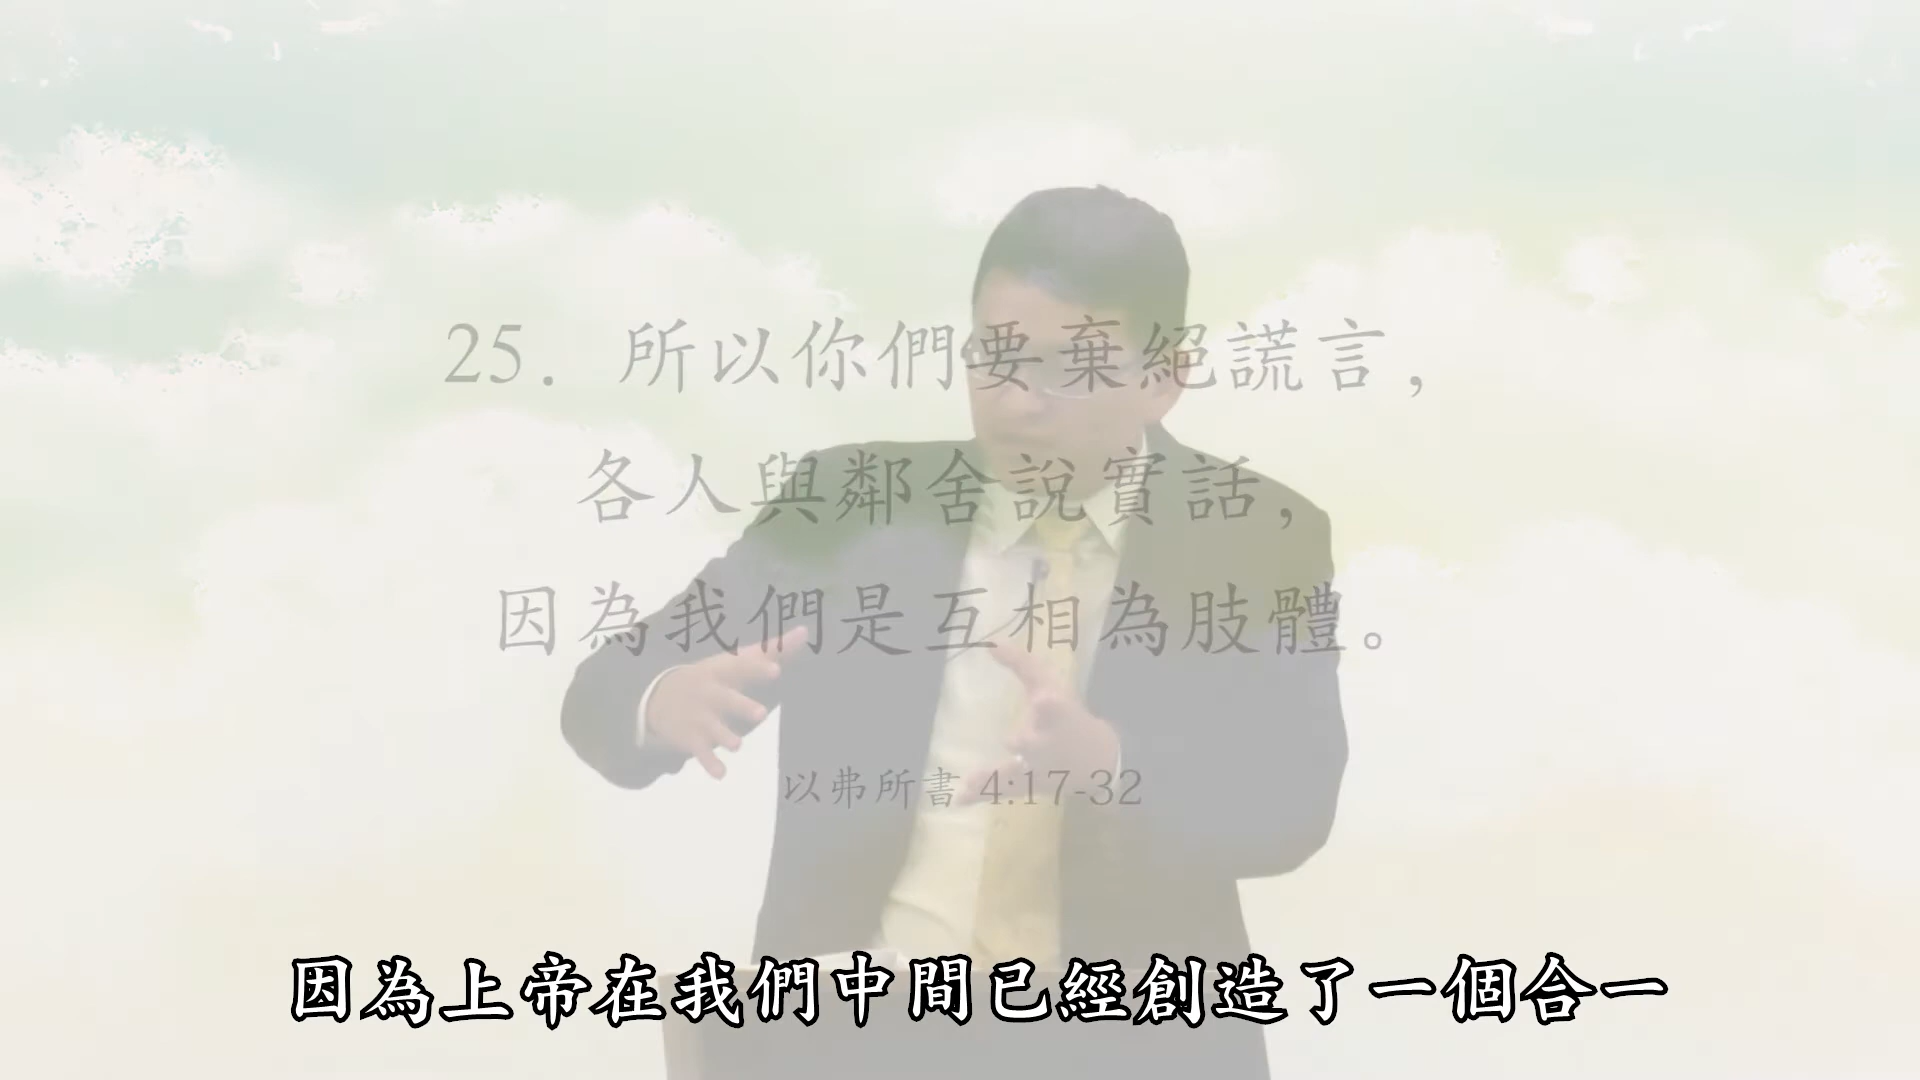 25. 所以你們要棄絕謊言,
各人與鄰舍說實話,
因為我們是互相為肢體。
以弗所書 4:17-32
因為上帝在我們中間已經創造了一個合一